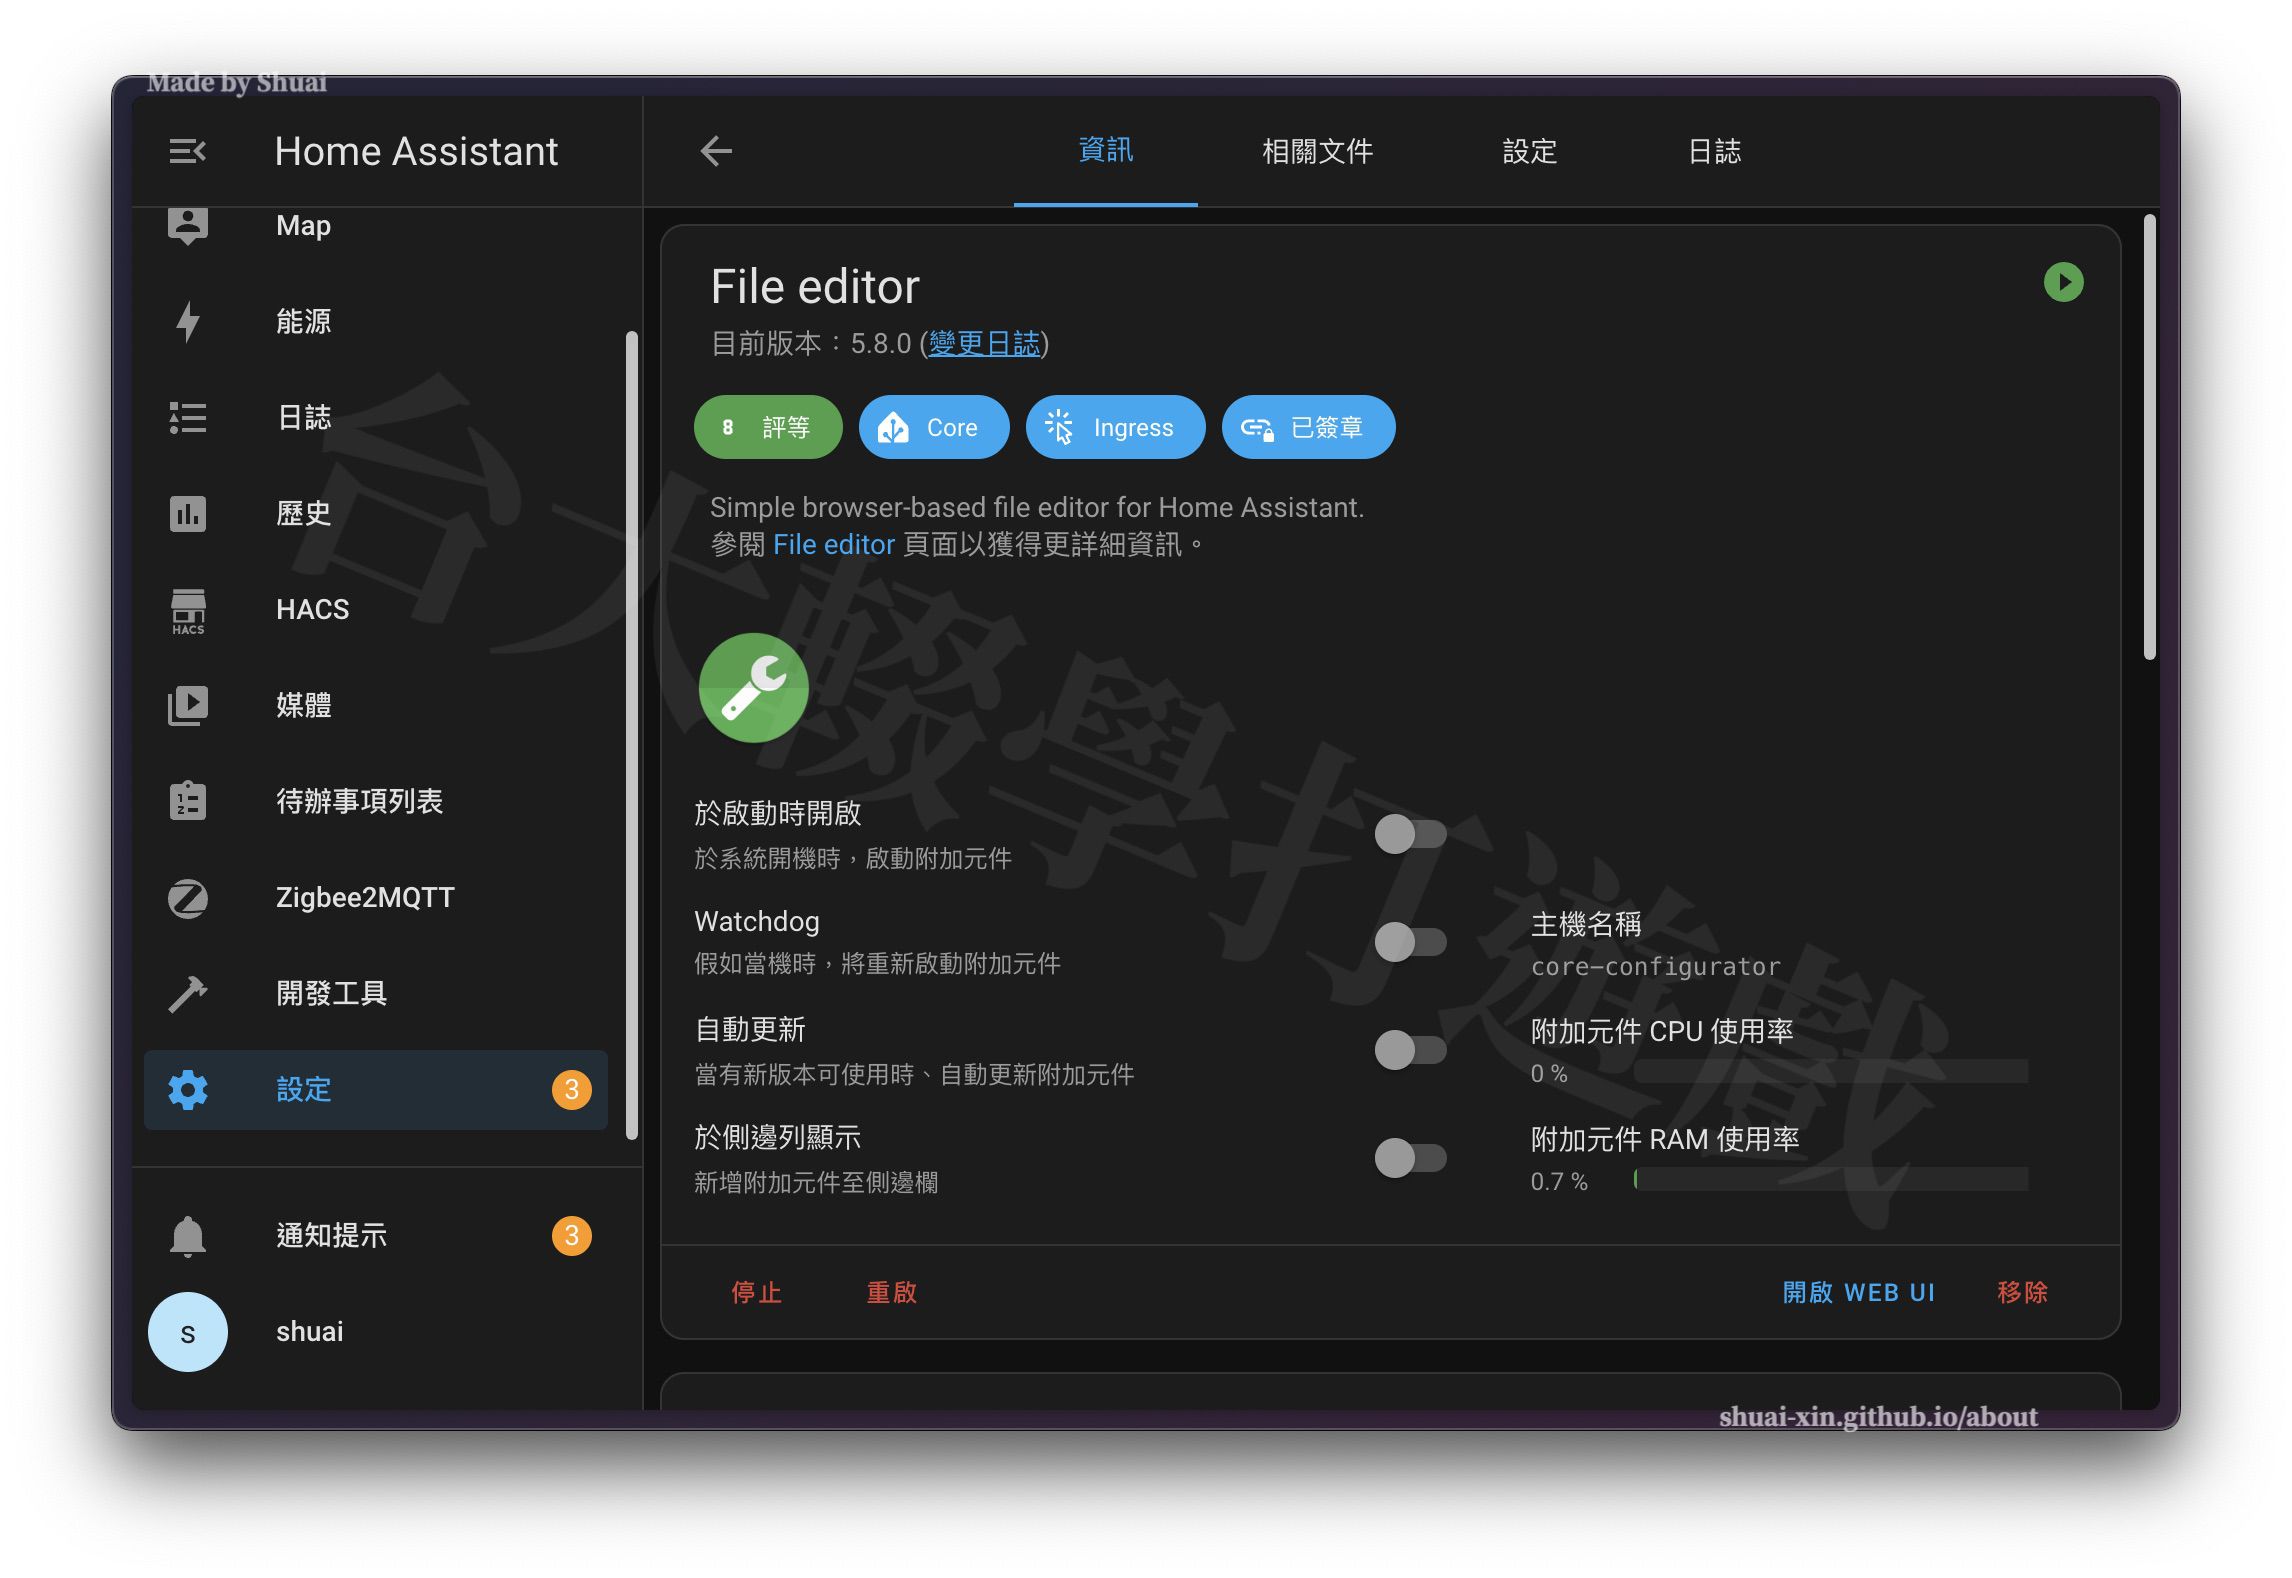 Made by Shuai
Home Assistant
Map
能源
日誌
歷史
HACS
HACS
媒體
待辦事項列表
Zigbee2MQTT
開發工具
設定
3
通知提示
3
s
shuai
資訊
相關文件
設定
日誌
File editor
目前版本：5.8.0 (變更日誌)
8 評等
Core
Ingress
已簽章
Simple browser-based file editor for Home Assistant.
參閱 File editor 頁面以獲得更詳細資訊。
於啟動時開啟
於系統開機時，啟動附加元件
Watchdog
假如當機時，將重新啟動附加元件
自動更新
當有新版本可使用時、自動更新附加元件
於側邊列顯示
新增附加元件至側邊欄
主機名稱
core-configurator
附加元件 CPU 使用率
0 %
附加元件 RAM 使用率
0.7 %
停止
重啟
開啟 WEB UI
移除
台大輟學打遊戲
shuai-xin.github.io/about